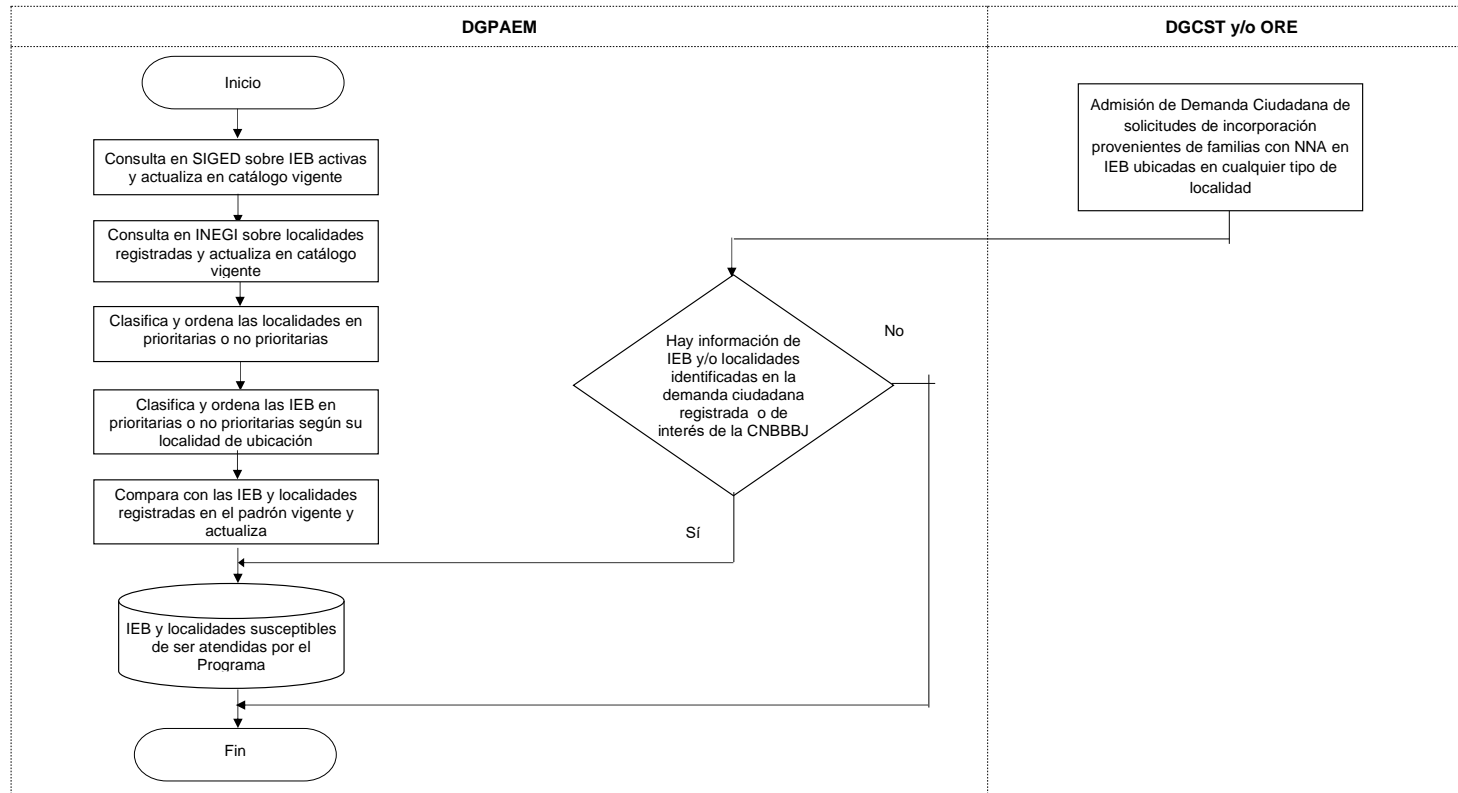 DGPAEM
DGCST y/o ORE
Inicio
Consulta en SIGED sobre IEB activas
y actualiza en catálogo vigente
Consulta en INEGI sobre localidades
registradas y actualiza en catálogo
vigente
Clasifica y ordena las localidades en
prioritarias o no prioritarias
Clasifica y ordena las IEB en
prioritarias o no prioritarias según su
localidad de ubicación
Compara con las IEB y localidades
registradas en el padrón vigente y
actualiza
IEB y localidades susceptibles
de ser atendidas por el
Programa
Fin
Hay información de
IEB y/o localidades
identificadas en la
demanda ciudadana
registrada o de
interés de la CNBBBJ
No
Sí
Admisión de Demanda Ciudadana de
solicitudes de incorporación
provenientes de familias con NNA en
IEB ubicadas en cualquier tipo de
localidad